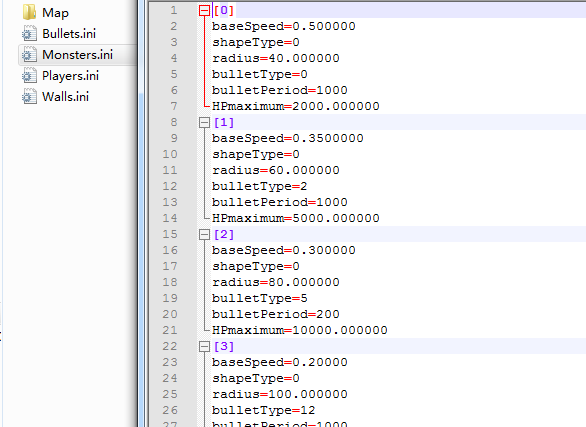 Map
Bullets.ini
Monsters.ini
Players.ini
Walls.ini
1 [0]
2 baseSpeed=0.500000
3 shapeType=0
4 radius=40.000000
5 bulletType=0
6 bulletPeriod=1000
7 HPmaximum=2000.000000
8 [1]
9 baseSpeed=0.3500000
10 shapeType=0
11 radius=60.000000
12 bulletType=2
13 bulletPeriod=1000
14 HPmaximum=5000.000000
15 [2]
16 baseSpeed=0.300000
17 shapeType=0
18 radius=80.000000
19 bulletType=5
20 bulletPeriod=200
21 HPmaximum=10000.000000
22 [3]
23 baseSpeed=0.20000
24 shapeType=0
25 radius=100.000000
26 bulletType=12
27 bulletPeriod=1000